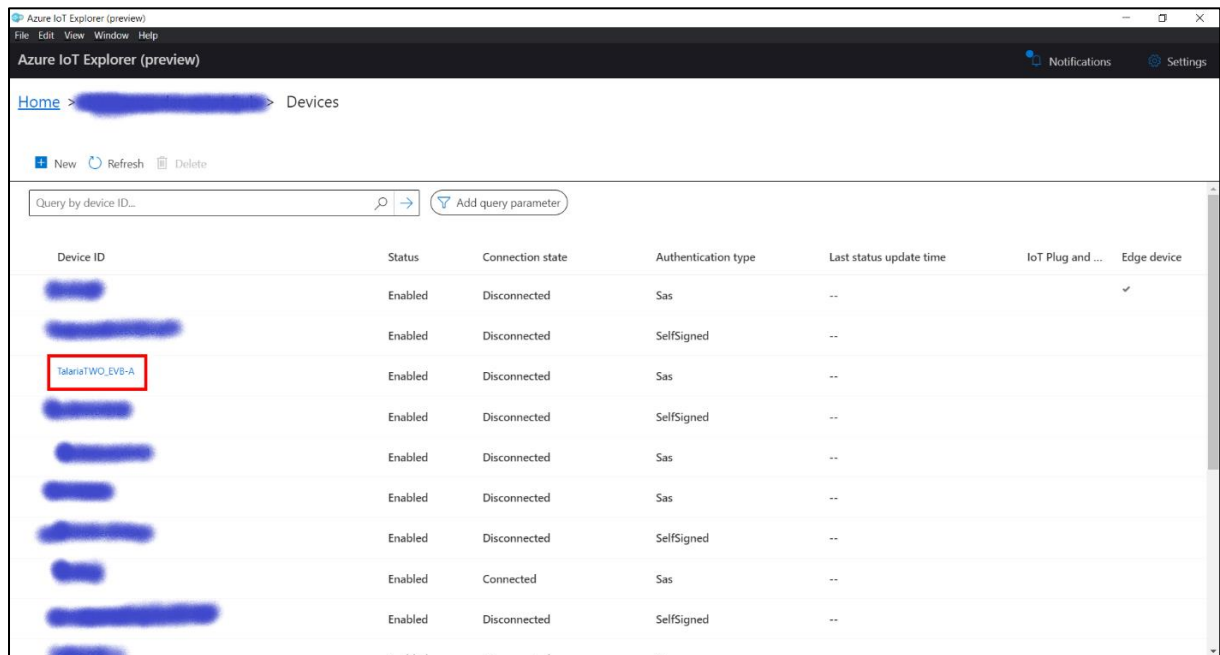 Azure IoT Explorer (preview)
File Edit View Window Help
Azure IoT Explorer (preview) Notifications Settings
Home > > Devices
New Refresh Delete
Query by device ID... Add query parameter
Device ID Status Connection state Authentication type Last status update time IoT Plug and ... Edge device
Enabled Disconnected Sas --
Enabled Disconnected SelfSigned --
TalariaTWO_EVB-A Enabled Disconnected Sas --
Enabled Disconnected SelfSigned --
Enabled Disconnected Sas --
Enabled Disconnected Sas --
Enabled Disconnected SelfSigned --
Enabled Connected Sas --
Enabled Disconnected SelfSigned --